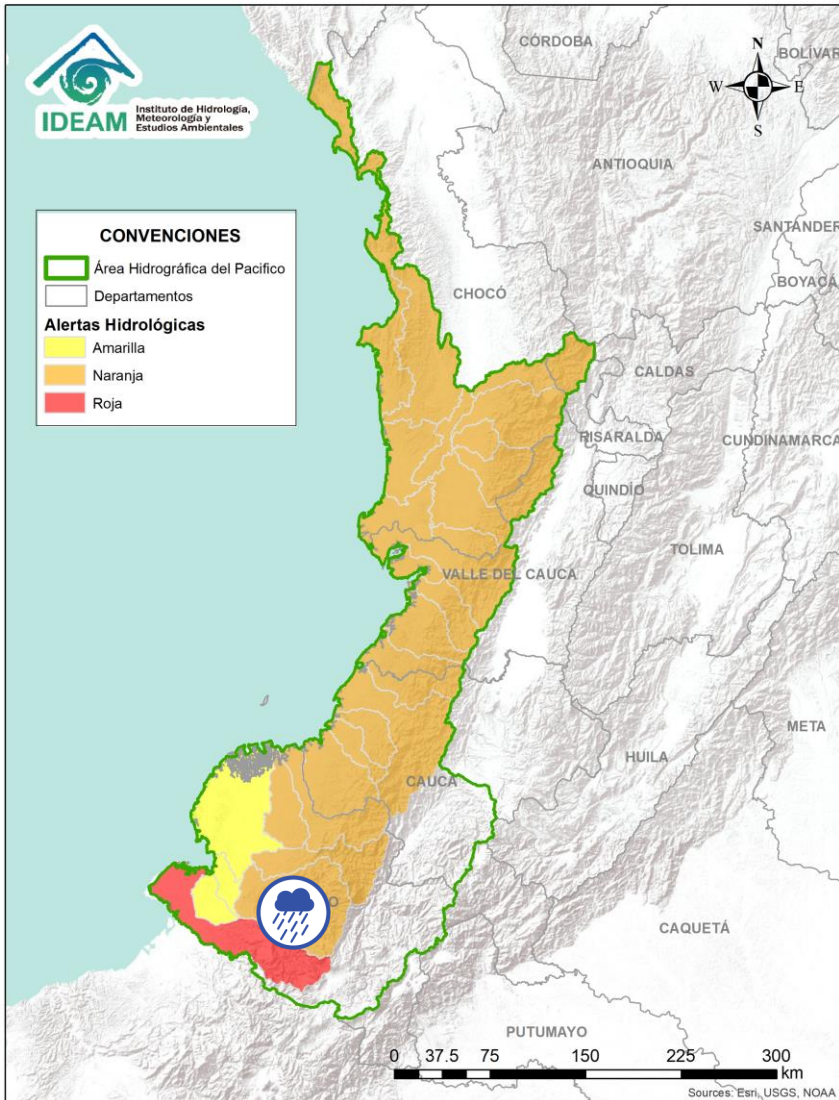 IDEAM
Instituto de Hidrología,
Meteorología y
Estudios Ambientales
N
W
E
S
CÓRDOBA
BOLÍVAR
ANTIOQUIA
SANTANDER
BOYACÁ
CONVENCIONES
Área Hidrográfica del Pacifico
Departamentos
Alertas Hidrológicas
Amarilla
Naranja
Roja
CHOCÓ
CALDAS
RISARALDA
CUNDINAMARCA
QUINDÍO
TOLIMA
VALLE DEL CAUCA
META
HUILA
CAUCA
CAQUETÁ
PUTUMAYO
0 37.5 75 150 225 300
km
Sources: Esri, USGS, NOAA